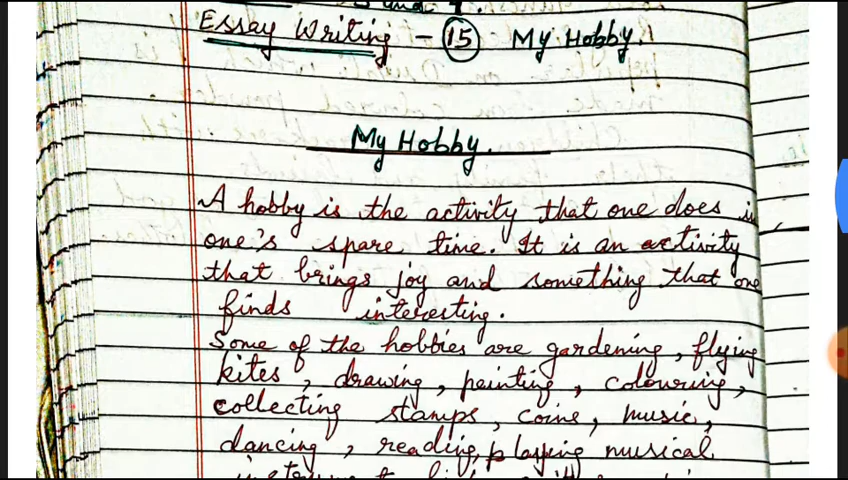 Essay Writing - 15 My Hobby.
My Hobby.
A hobby is the activity that one does in
one's spare time. It is an activity
that brings joy and something that one
finds interesting.
Some of the hobbies are gardening, flying
kites, drawing, painting, colouring,
collecting stamps, coins, music,
dancing, reading, playing musical